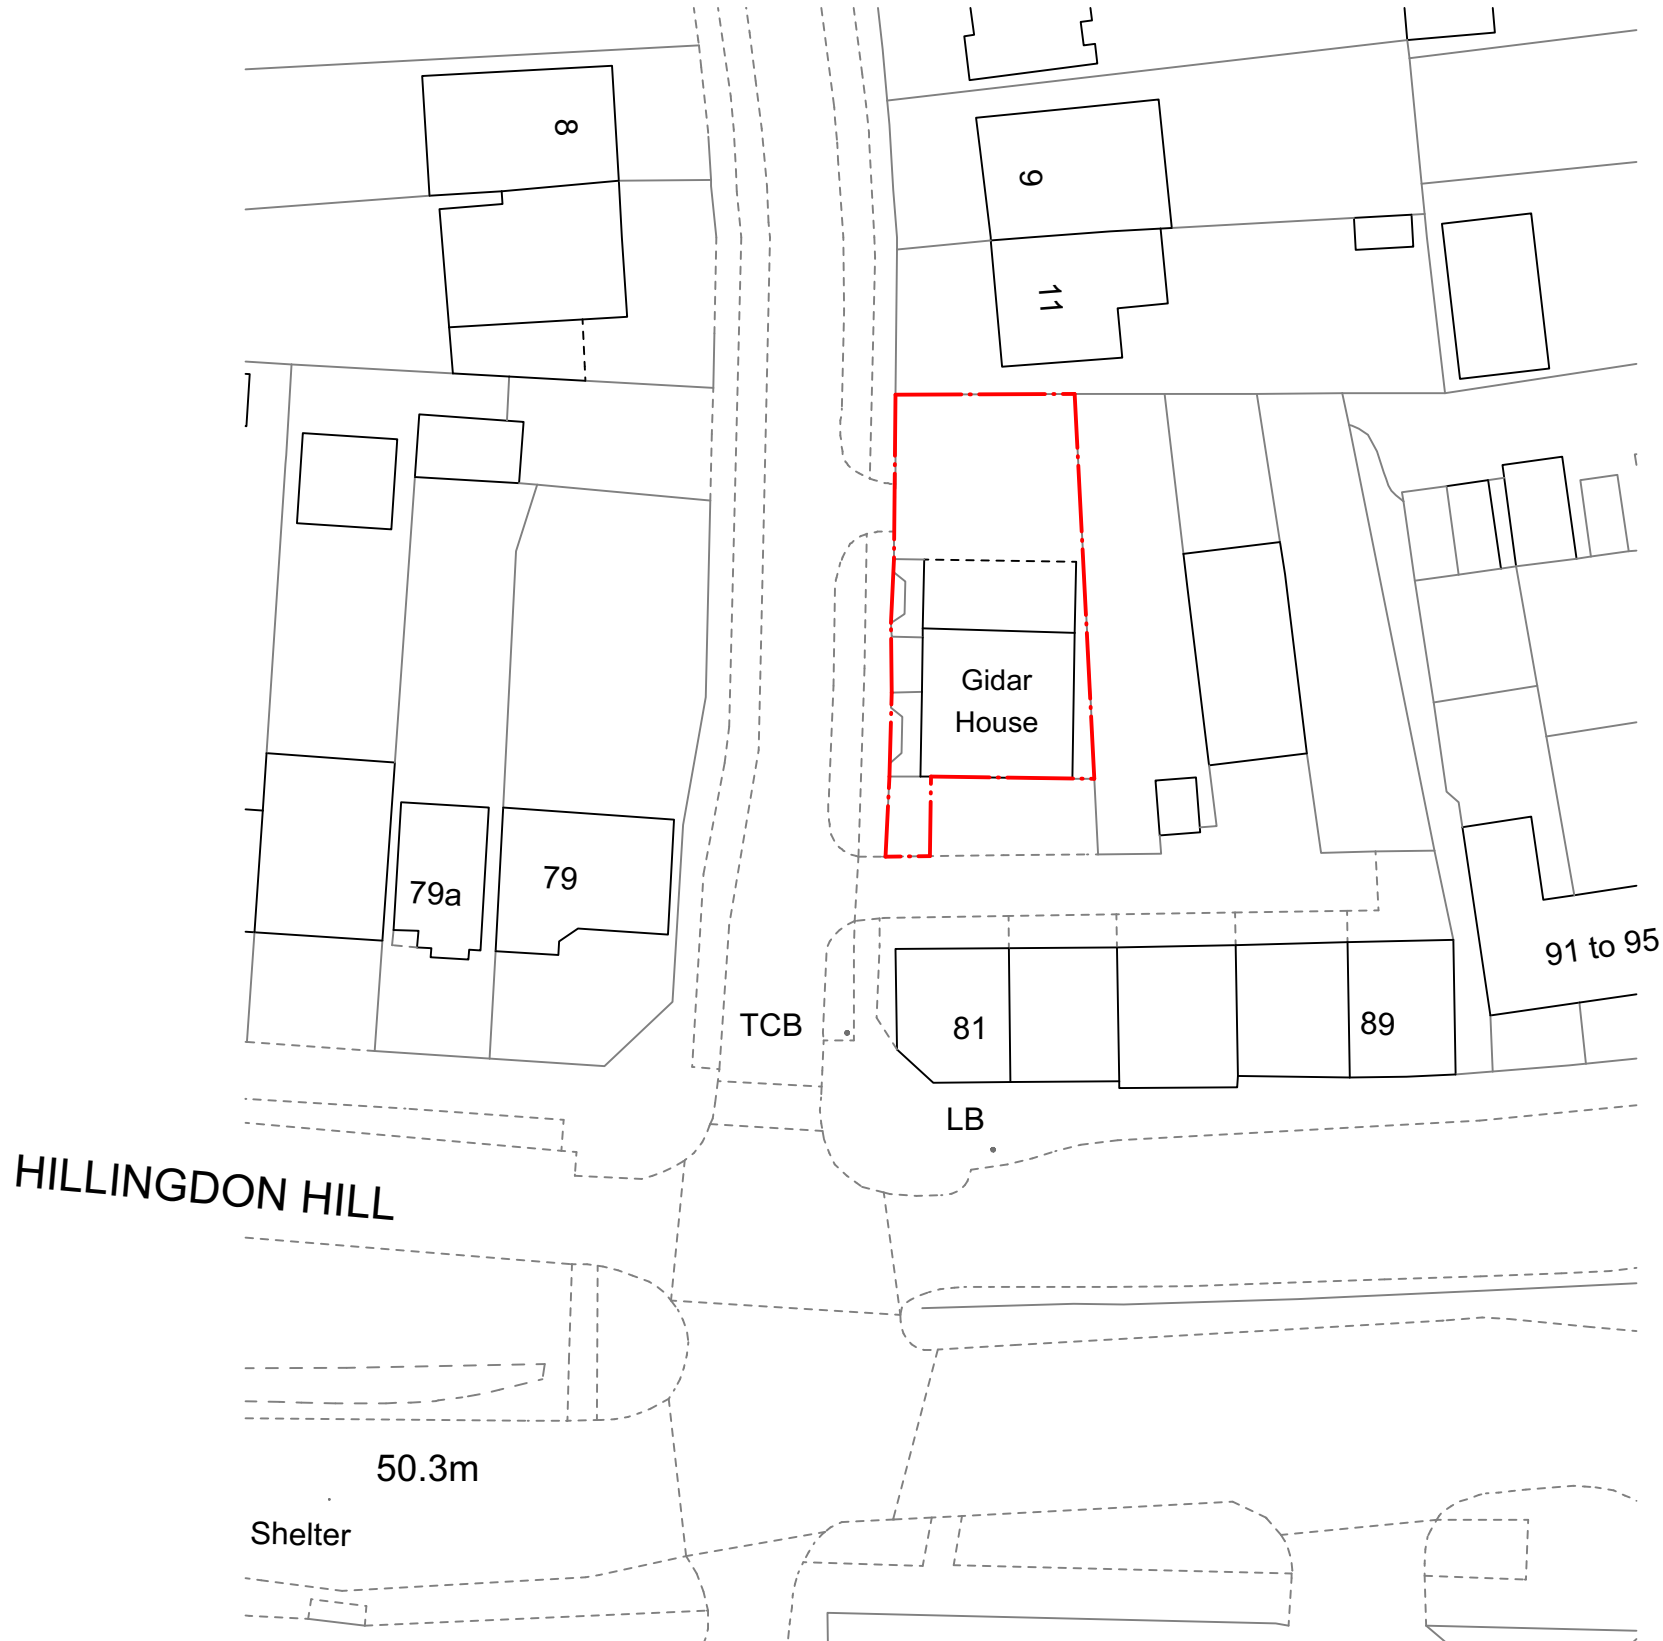 8
9
11
Gidar
House
79a
79
91 to 95
TCB
81
89
LB
HILLINGDON HILL
50.3m
Shelter